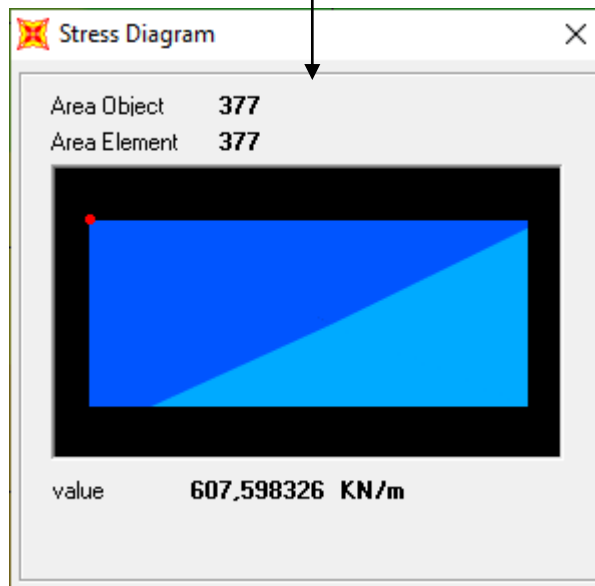 Stress Diagram
Area Object 377
Area Element 377
value 607,598326 KN/m